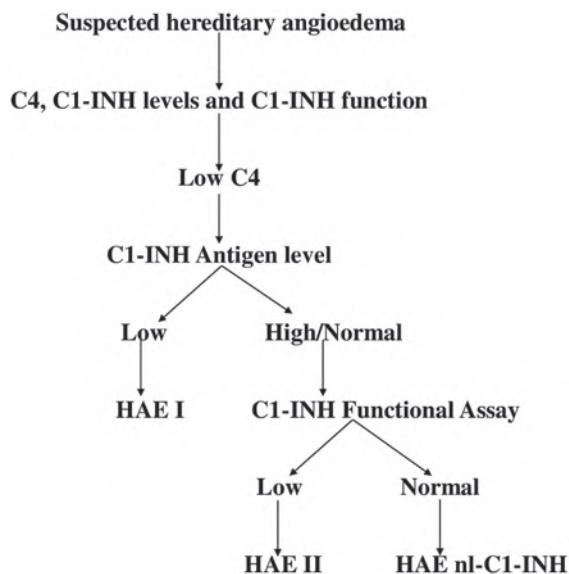 Suspected hereditary angioedema
C4, C1-INH levels and C1-INH function
Low C4
C1-INH Antigen level
Low High/Normal
HAE I C1-INH Functional Assay
Low Normal
HAE II HAE nl-C1-INH